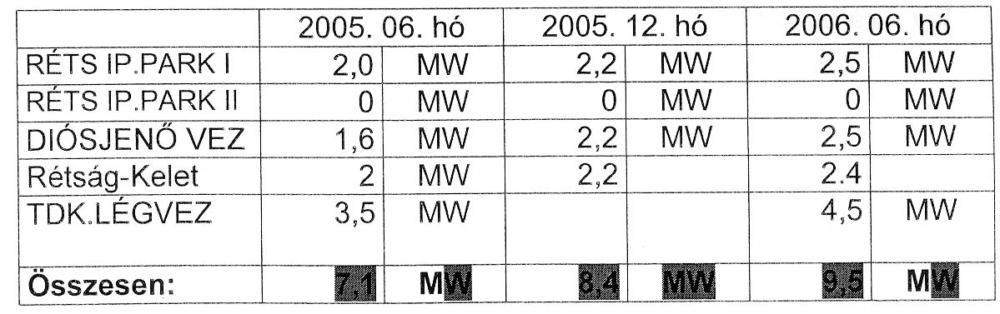 2005. 06. hó 2005. 12. hó 2006. 06. hó
RÉTS IP.PARK I 2,0 MW 2,2 MW 2,5 MW
RÉTS IP.PARK II 0 MW 0 MW 0 MW
DIÓSJENŐ VEZ 1,6 MW 2,2 MW 2,5 MW
Rétság-Kelet 2 MW 2,2 2.4
TDK.LÉGVEZ 3,5 MW 4,5 MW
Összesen: 7,1 MW 8,4 MW 9,5 MW